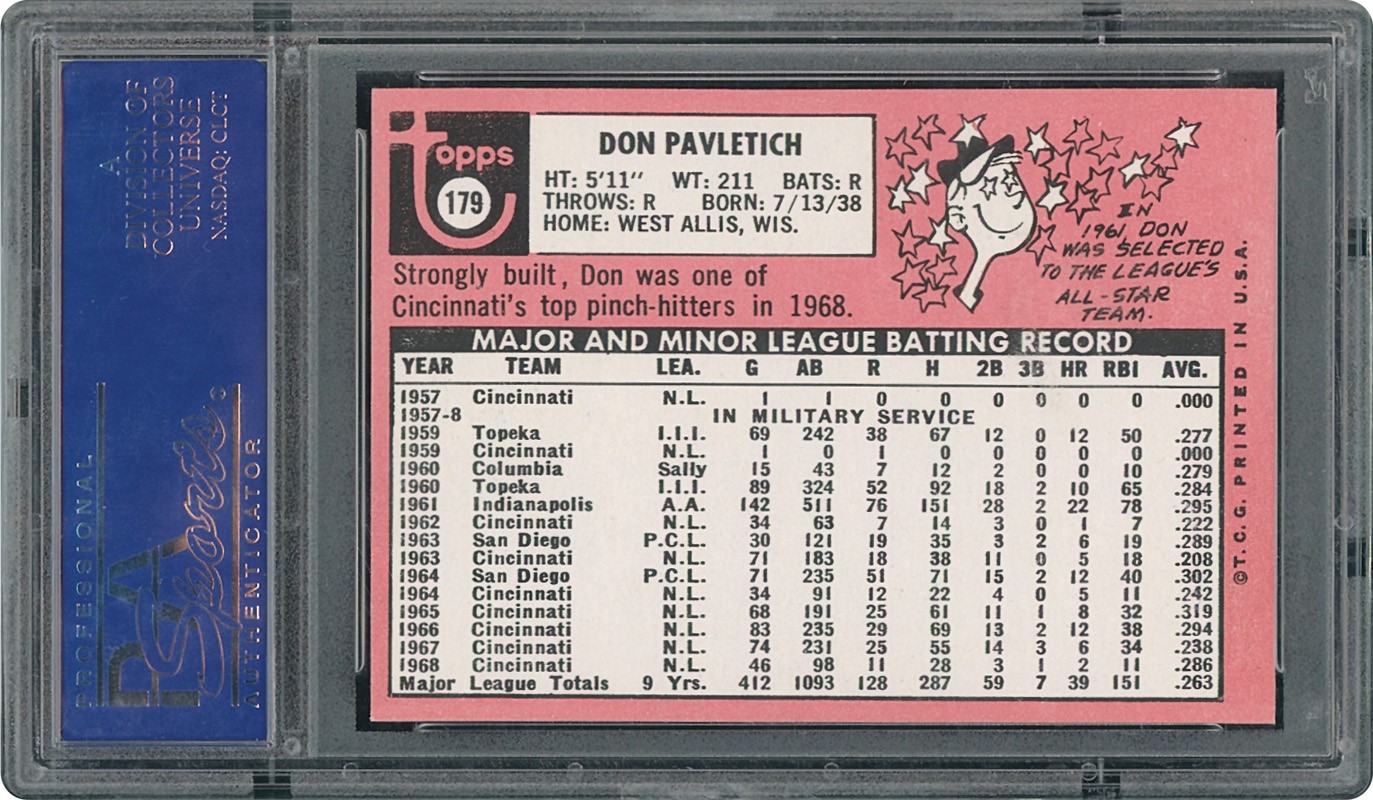 A
DIVISION OF
COLLECTORS
UNIVERSE
NASDAQ: CLCT
PROFESSIONAL
PSA
Sports®
AUTHENTICATOR
Topps
179
DON PAVLETICH
HT: 5'11" WT: 211 BATS: R
THROWS: R BORN: 7/13/38
HOME: WEST ALLIS, WIS.
Strongly built, Don was one of
Cincinnati's top pinch-hitters in 1968.
IN
1961, DON
WAS SELECTED
TO THE LEAGUE'S
ALL-STAR
TEAM.
MAJOR AND MINOR LEAGUE BATTING RECORD
YEAR TEAM LEA. G AB R H 2B 3B HR RBI AVG.
1957 Cincinnati N.L. 1 1 0 0 0 0 0 0 .000
1957-8 IN MILITARY SERVICE
1959 Topeka I.I.I. 69 242 38 67 12 0 12 50 .277
1959 Cincinnati N.L. 1 0 1 0 0 0 0 0 .000
1960 Columbia Sally 15 43 7 12 2 0 0 10 .279
1960 Topeka I.I.I. 89 324 52 92 18 2 10 65 .284
1961 Indianapolis A.A. 142 511 76 151 28 2 22 78 .295
1962 Cincinnati N.L. 34 63 7 14 3 0 1 7 .222
1963 San Diego P.C.L. 30 121 19 35 3 2 6 19 .289
1963 Cincinnati N.L. 71 183 18 38 11 0 5 18 .208
1964 San Diego P.C.L. 71 235 51 71 15 2 12 40 .302
1964 Cincinnati N.L. 34 91 12 22 4 0 5 11 .242
1965 Cincinnati N.L. 68 191 25 61 11 1 8 32 .319
1966 Cincinnati N.L. 83 235 29 69 13 2 12 38 .294
1967 Cincinnati N.L. 74 231 25 55 14 3 6 34 .238
1968 Cincinnati N.L. 46 98 11 28 3 1 2 11 .286
Major League Totals 9 Yrs. 412 1093 128 287 59 7 39 151 .263
©T.C.G. PRINTED IN U.S.A.